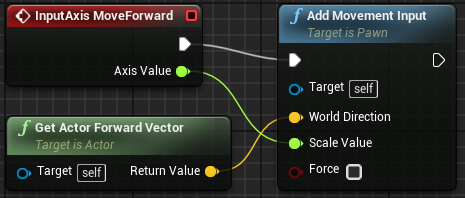 InputAxis MoveForward
Axis Value
Get Actor Forward Vector
Target is Actor
Target self
Return Value
f Add Movement Input
Target is Pawn
Target self
World Direction
Scale Value
Force